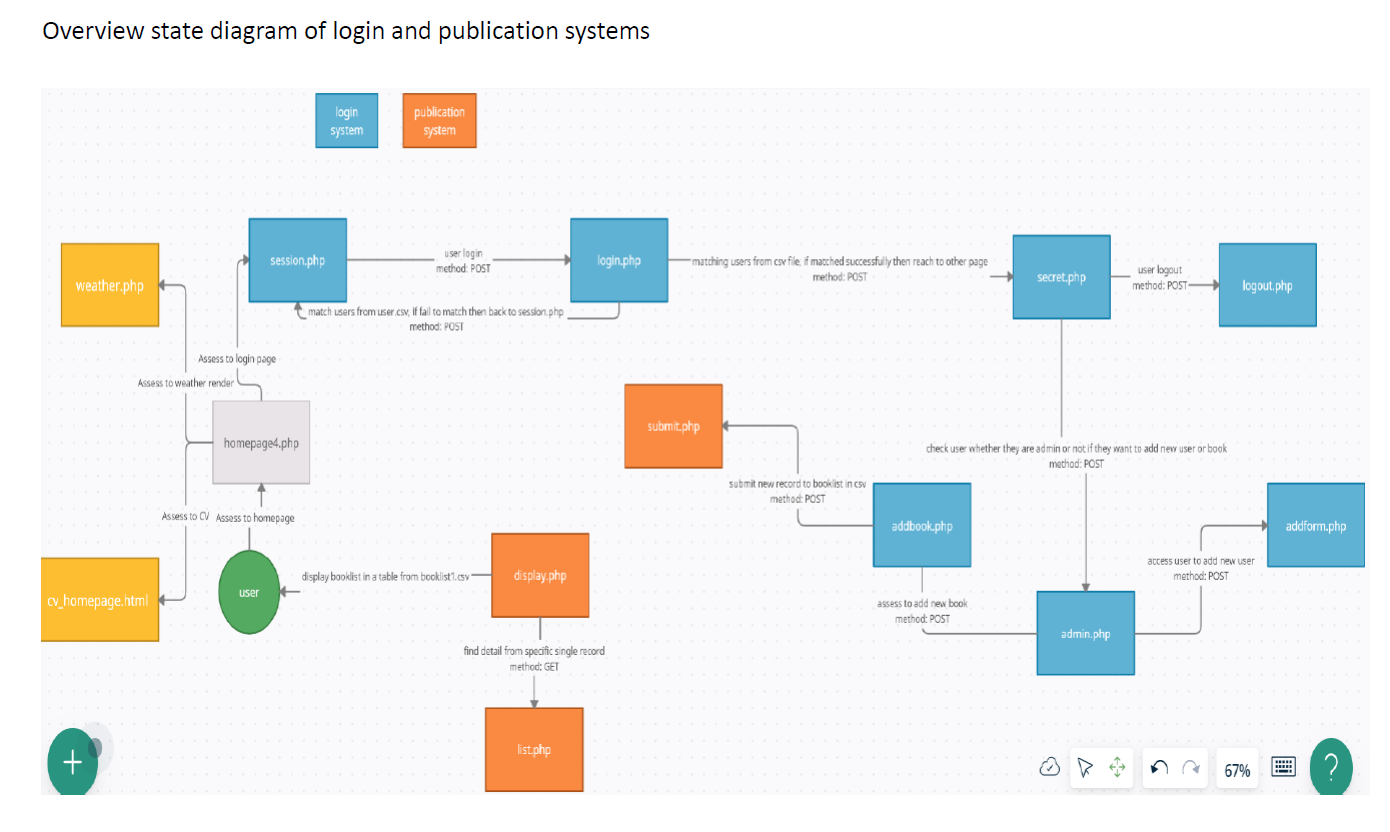 Overview state diagram of login and publication systems
login
system
publication
system
session.php
user login
method: POST
login.php
matching users from csv file, if matched successfully then reach to other page
method: POST
secret.php
user logout
method: POST
logout.php
weather.php
match users from user.csv, if fail to match then back to session.php
method: POST
Assess to login page
Assess to weather render
homepage4.php
submit.php
check user whether they are admin or not if they want to add new user or book
method: POST
submit new record to booklist in csv
method: POST
addbook.php
addform.php
Assess to CV
Assess to homepage
access user to add new user
method: POST
display.php
display booklist in a table from booklist1.csv
user
cv_homepage.html
assess to add new book
method: POST
admin.php
find detail from specific single record
method: GET
list.php
+
67%
?